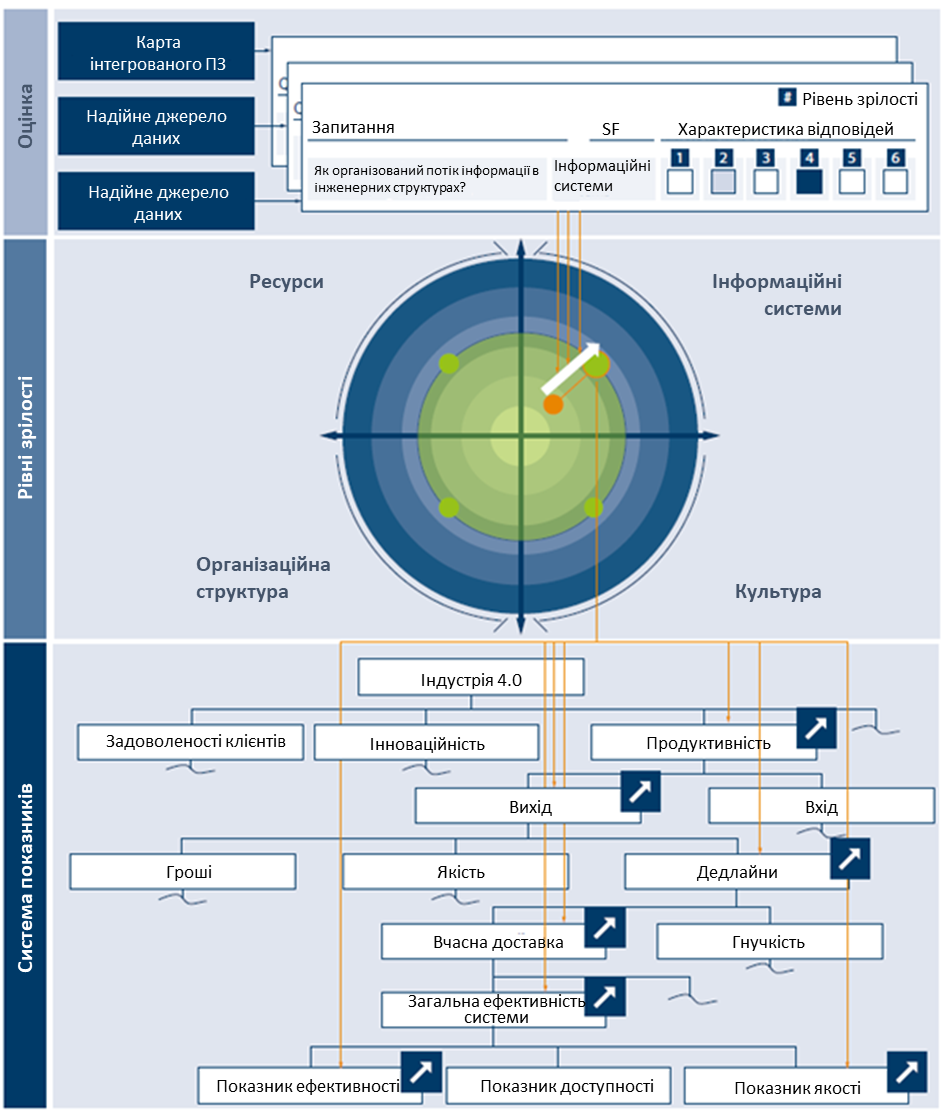 Оцінка
Карта
інтегрованого ПЗ
Надійне джерело
даних
Надійне джерело
даних
# Рівень зрілості
Запитання
SF
Характеристика відповідей
Як організований потік інформації в
інженерних структурах?
Інформаційні
системи
1 2 3 4 5 6
Рівні зрілості
Ресурси
Інформаційні
системи
Організаційна
структура
Культура
Система показників
Індустрія 4.0
Задоволеності клієнтів
Інноваційність
Продуктивність
Вихід
Вхід
Гроші
Якість
Дедлайни
Вчасна доставка
Гнучкість
Загальна ефективність
системи
Показник ефективності
Показник доступності
Показник якості